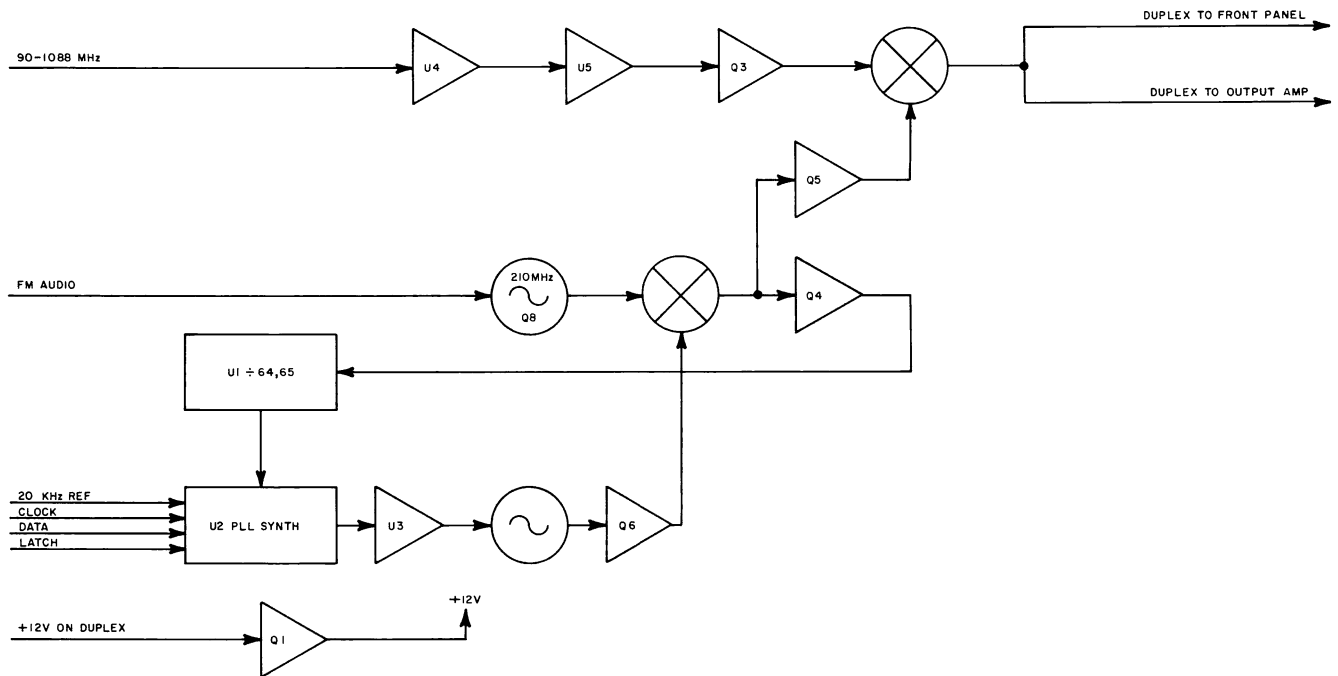 DUPLEX TO FRONT PANEL
90-1088 MHz
U4
U5
Q3
DUPLEX TO OUTPUT AMP
Q5
FM AUDIO
210MHz
Q8
Q4
U1 ÷ 64,65
20 KHz REF
CLOCK
DATA
LATCH
U2 PLL SYNTH
U3
Q6
+12V
+12V ON DUPLEX
Q1